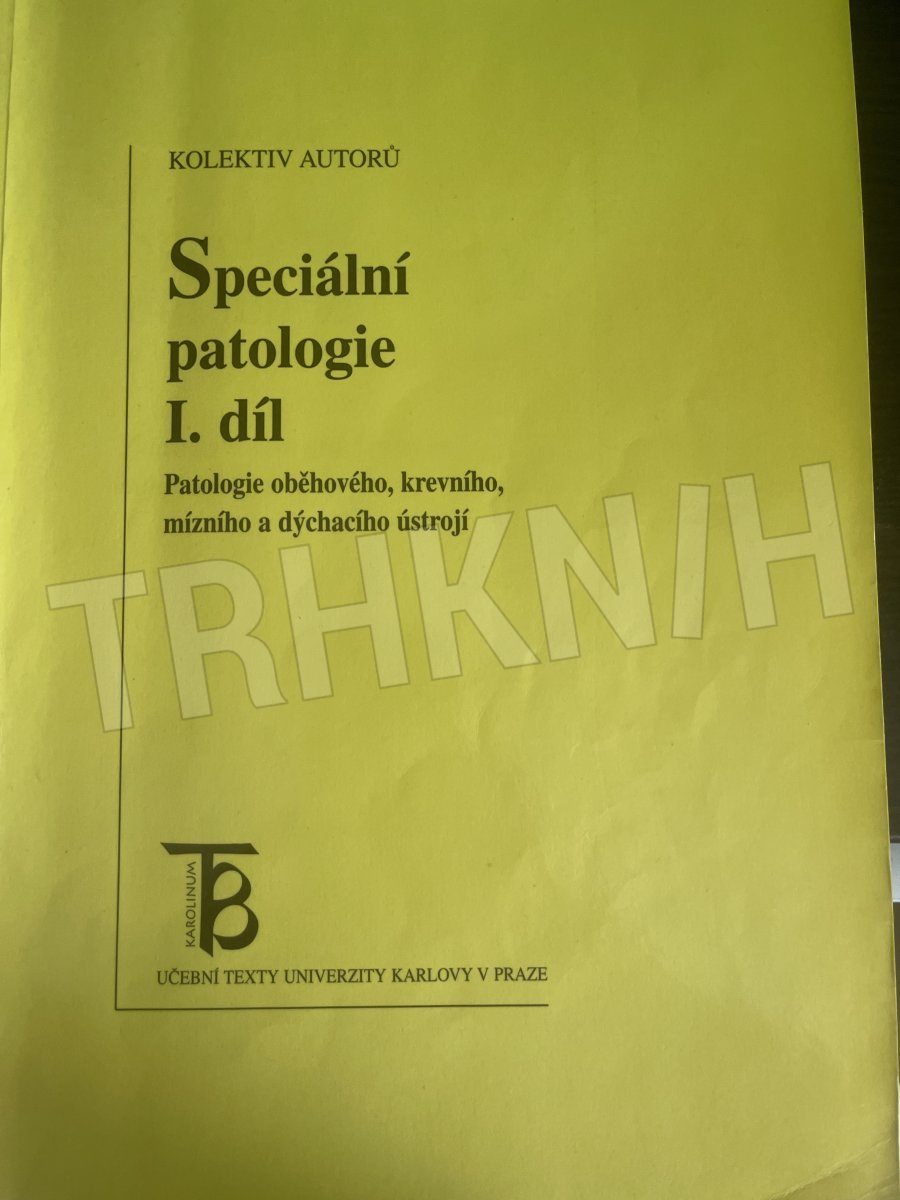 KOLEKTIV AUTORŮ
Speciální
patologie
I. díl
Patologie oběhového, krevního,
mízního a dýchacího ústrojí
TRHKNIH
KAROLINUM
UČEBNÍ TEXTY UNIVERZITY KARLOVY V PRAZE